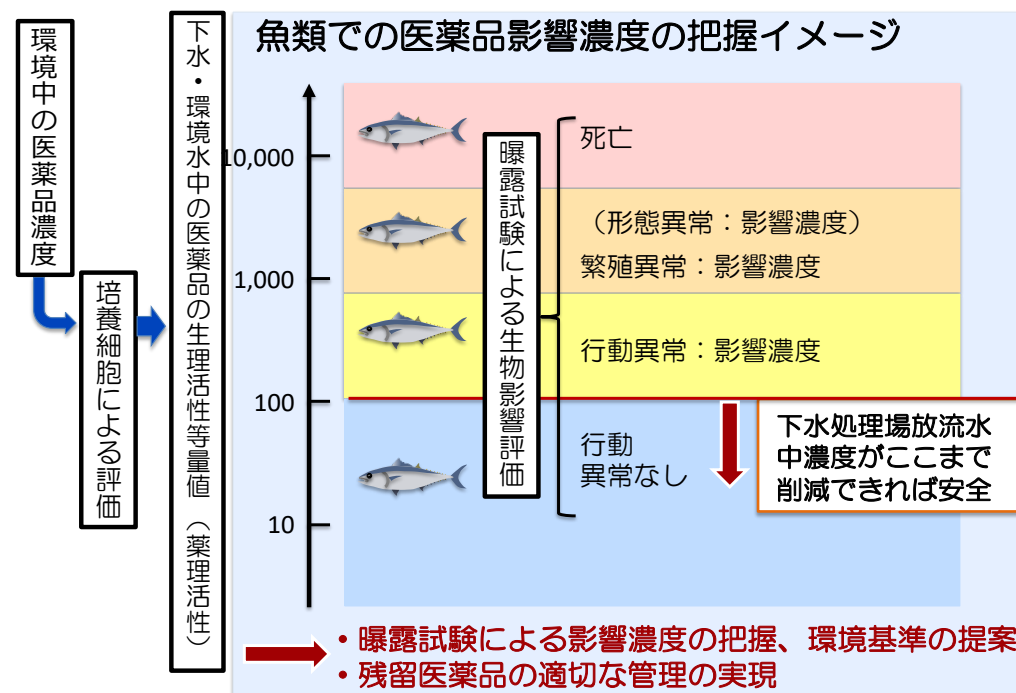 魚類での医薬品影響濃度の把握イメージ
環境中の医薬品濃度
培養細胞による評価
下水・環境水中の医薬品の生理活性等量値（薬理活性）
10,000
1,000
100
10
曝露試験による生物影響評価
死亡
（形態異常：影響濃度）
繁殖異常：影響濃度
行動異常：影響濃度
行動
異常なし
下水処理場放流水
中濃度がここまで
削減できれば安全
・曝露試験による影響濃度の把握、環境基準の提案
・残留医薬品の適切な管理の実現